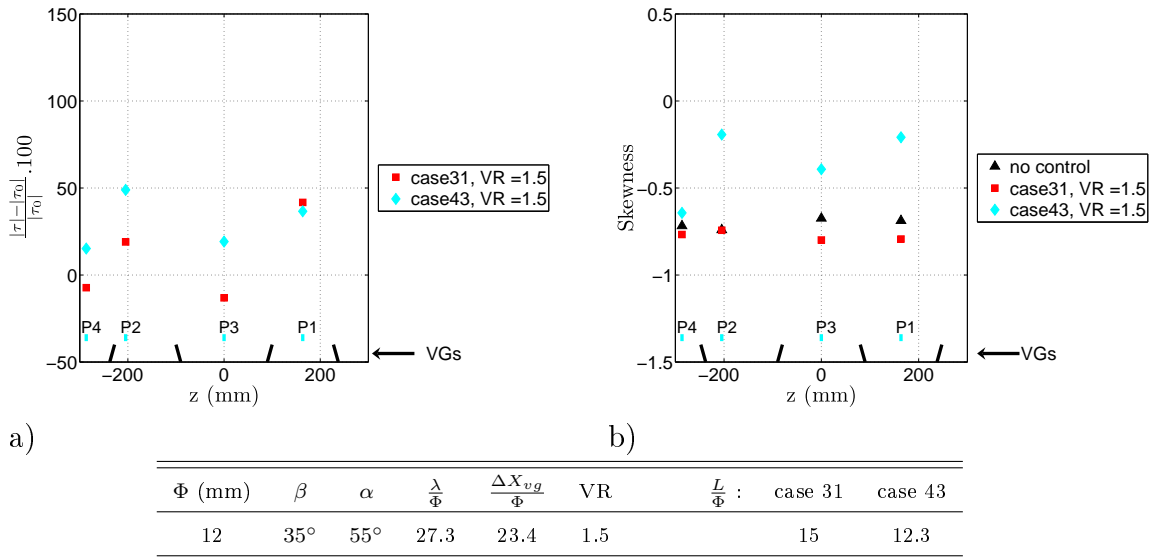 150
100
50
0
−50
|τ|−|τ₀| / |τ₀| .100
P4 P2 P3 P1
−200 0 200
z (mm)
VGs
case31, VR =1.5
case43, VR =1.5
a)
0.5
0
−0.5
−1
−1.5
Skewness
P4 P2 P3 P1
−200 0 200
z (mm)
VGs
no control
case31, VR =1.5
case43, VR =1.5
b)
Φ (mm) β α λ/Φ ΔX_vg/Φ VR L/Φ : case 31 case 43
12 35° 55° 27.3 23.4 1.5 15 12.3